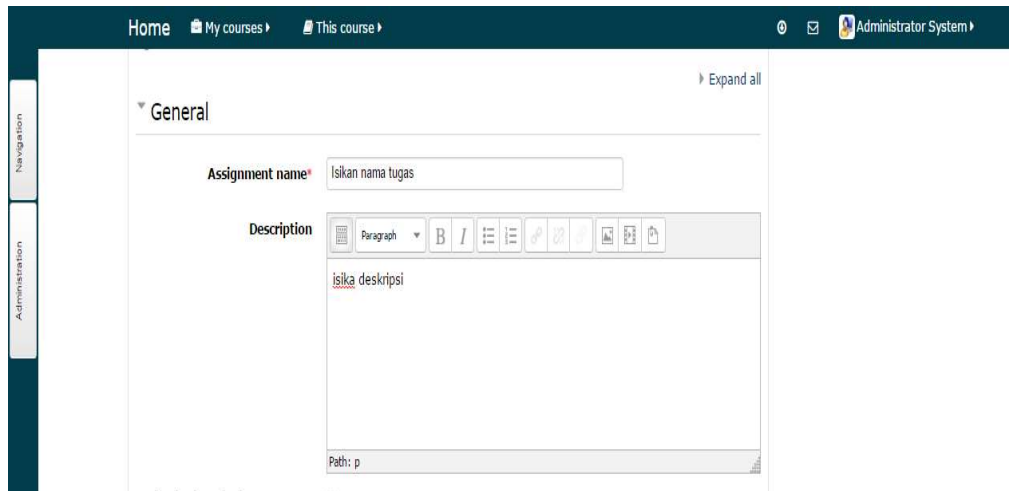 Home My courses This course Administrator System
Expand all
General
Navigation
Assignment name* Isikan nama tugas
Description Paragraph B I
isika deskripsi
Administration
Path: p